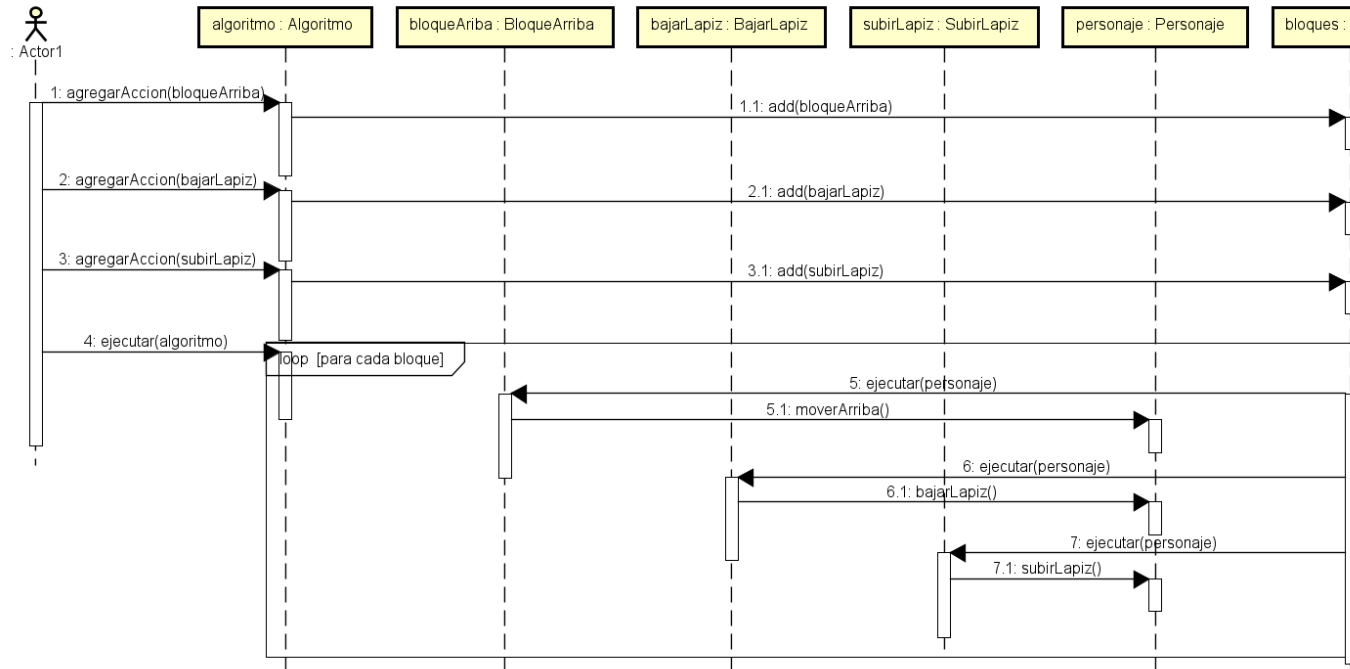 : Actor1
algoritmo : Algoritmo
bloqueAriba : BloqueArriba
bajarLapiz : BajarLapiz
subirLapiz : SubirLapiz
personaje : Personaje
bloques :
1: agregarAccion(bloqueArriba)
1.1: add(bloqueArriba)
2: agregarAccion(bajarLapiz)
2.1: add(bajarLapiz)
3: agregarAccion(subirLapiz)
3.1: add(subirLapiz)
4: ejecutar(algoritmo)
loop [para cada bloque]
5: ejecutar(personaje)
5.1: moverArriba()
6: ejecutar(personaje)
6.1: bajarLapiz()
7: ejecutar(personaje)
7.1: subirLapiz()